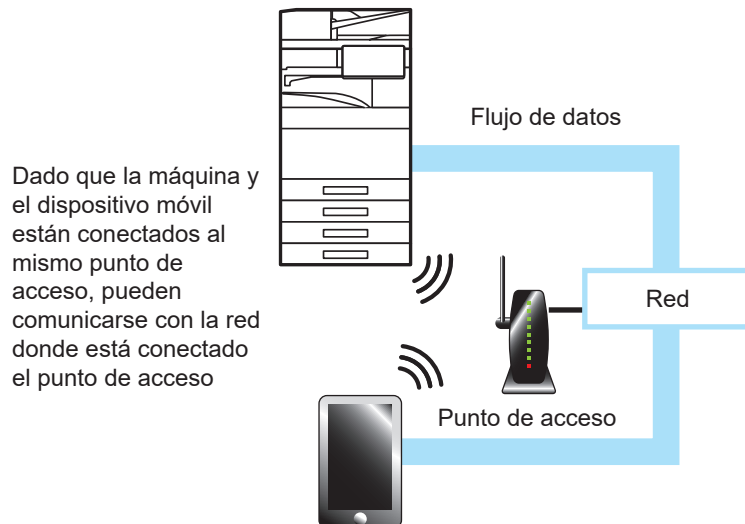 Flujo de datos
Dado que la máquina y
el dispositivo móvil
están conectados al
mismo punto de
acceso, pueden
comunicarse con la red
donde está conectado
el punto de acceso
Red
Punto de acceso